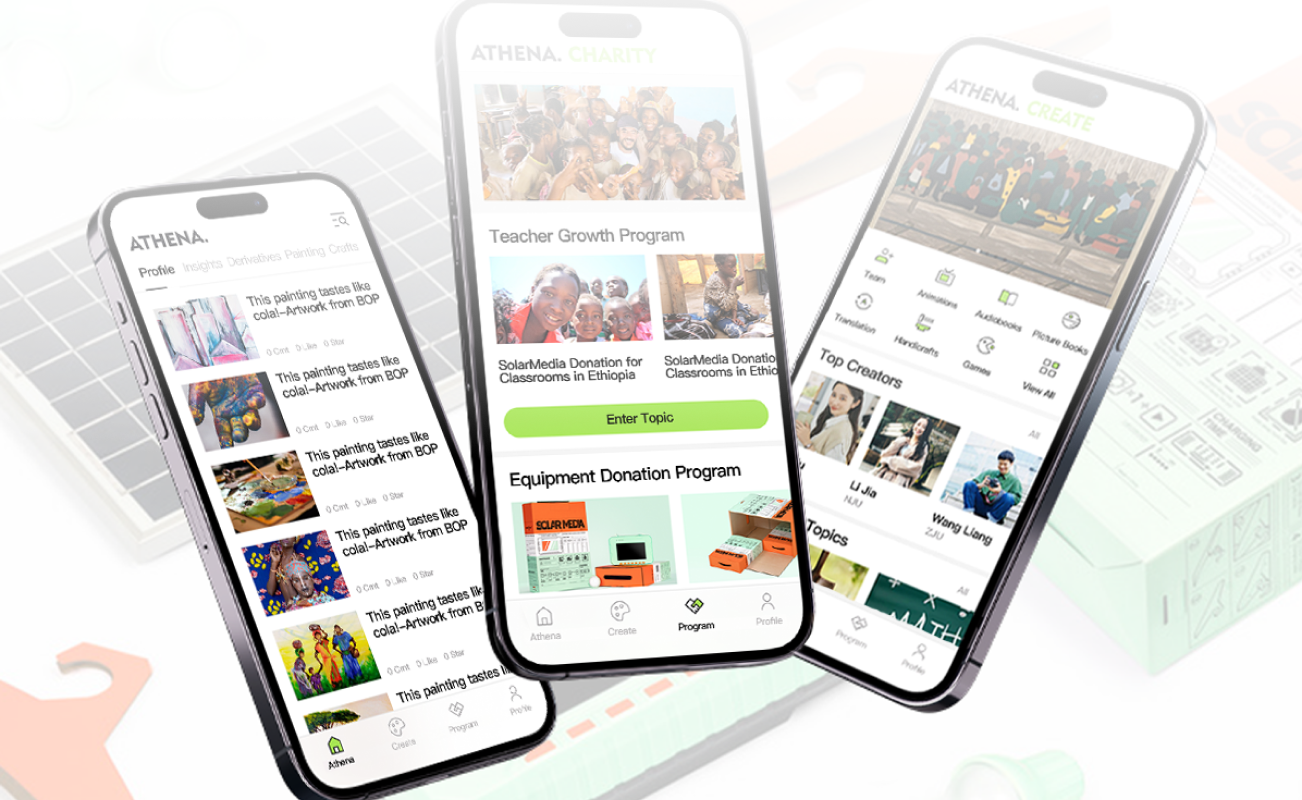 ATHENA.
Profile Insights Derivatives Painting Crafts
This painting tastes like
cola!-Artwork from BOP
0 Cmt 0 Like 0 Star
This painting tastes like
cola!-Artwork from BOP
0 Cmt 0 Like 0 Star
This painting tastes like
cola!-Artwork from BOP
0 Cmt 0 Like 0 Star
This painting tastes like
cola!-Artwork from BOP
0 Cmt 0 Like 0 Star
This painting tastes lik
cola!-Artwork from B
0 Cmt 0 Like 0 Star
This painting tastes li
Athena Create Program Profile
ATHENA. CHARITY
Teacher Growth Program
SolarMedia Donation for
Classrooms in Ethiopia
SolarMedia Donatio
Classrooms in Ethio
Enter Topic
Equipment Donation Program
SOLAR MEDIA
Athena Create Program Profile
ATHENA. CREATE
Team Animations Audiobooks Picture Books
Translation Handicrafts Games View All
Top Creators
All
Li Jia
NJU
Wang Liang
ZJU
Topics
All
MATH
Program Profile
SOLAR
CHARGING